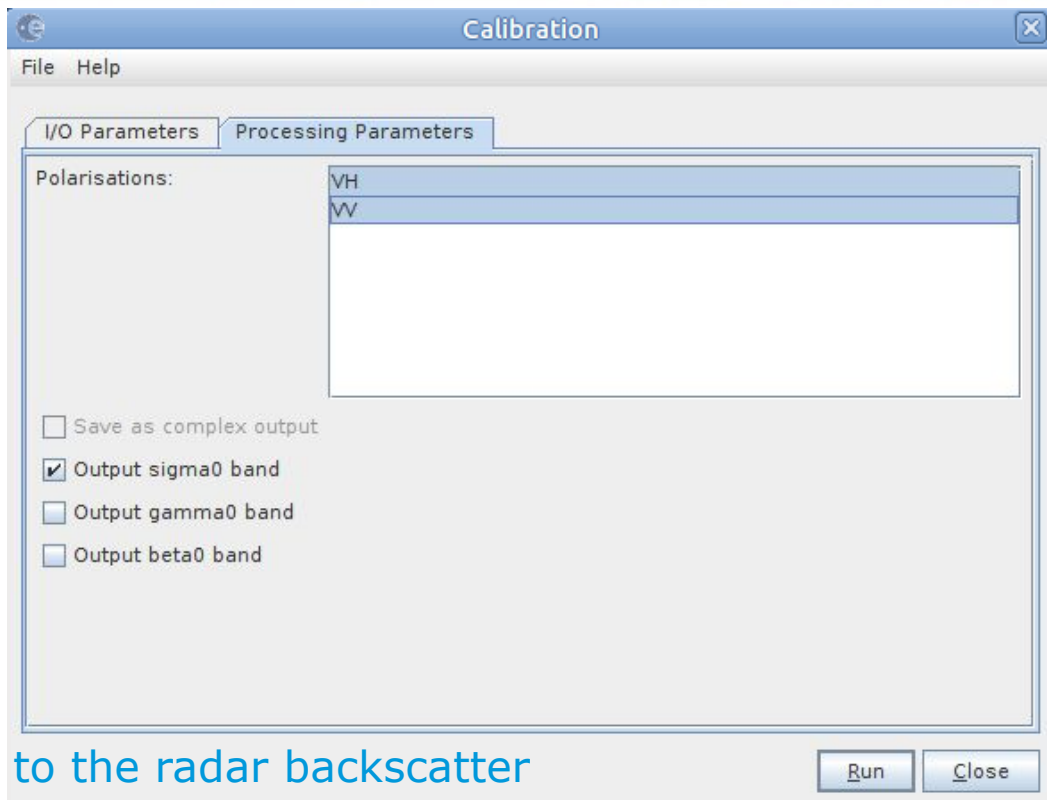 Calibration
File Help
I/O Parameters Processing Parameters
Polarisations:
VH
VV
Save as complex output
Output sigma0 band
Output gamma0 band
Output beta0 band
to the radar backscatter
Run Close